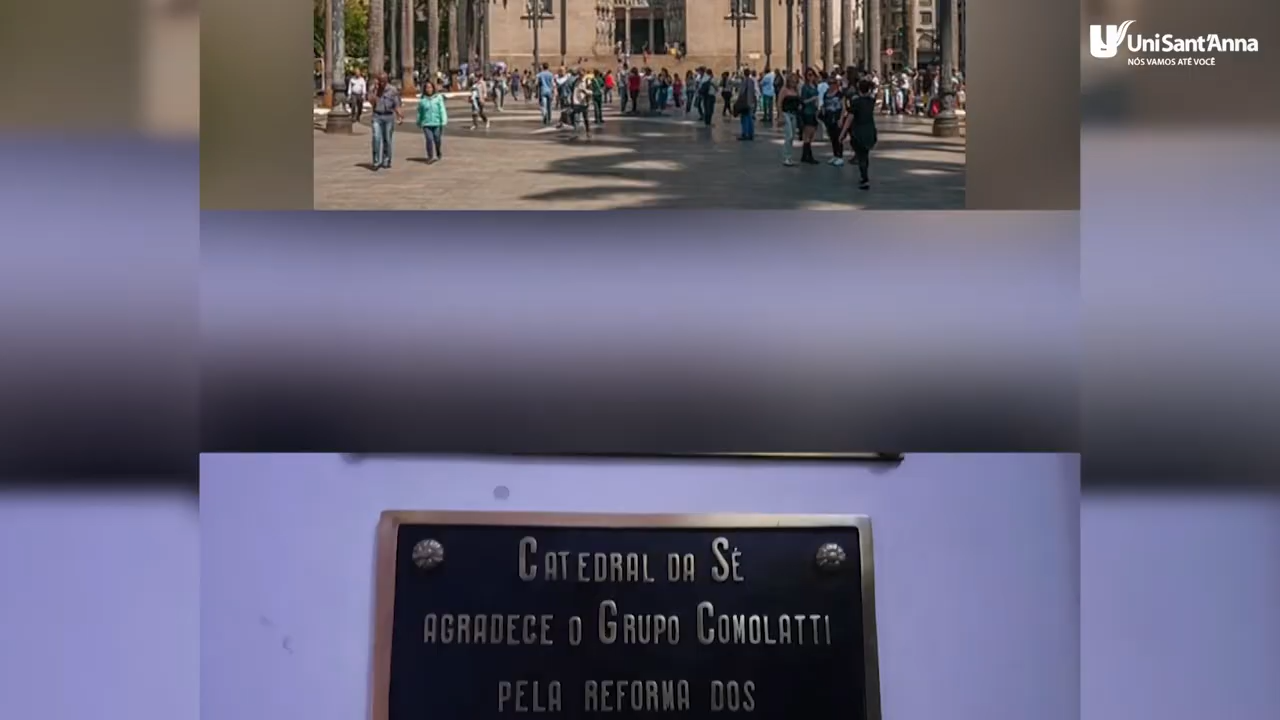 UniSant'Anna
NÓS VAMOS ATÉ VOCÊ
CATEDRAL DA SÉ
AGRADECE O GRUPO COMOLATTI
PELA REFORMA DOS